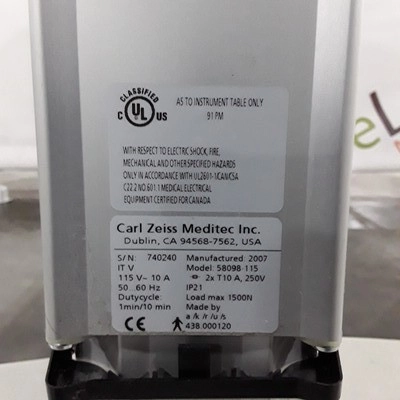 CLASSIFIED
C UL US
AS TO INSTRUMENT TABLE ONLY
91PM
WITH RESPECT TO ELECTRIC SHOCK, FIRE,
MECHANICAL AND OTHER SPECIFIED HAZARDS
IN ACCORDANCE WITH UL2601-1/CAN/CSA
C22.2 NO.601.1 MEDICAL ELECTRICAL
EQUIPMENT CERTIFIED FOR CANADA
Carl Zeiss Meditec Inc.
Dublin, CA 94568-7562, USA
S/N: 740240 Manufactured: 2007
IT V Model: 58098-115
115 V~ 10 A 2x T10 A, 250V
50...60 Hz IP21
Dutycycle: Load max 1500N
1min/10 min Made by
a /k /r /u /s
CE 438.000120